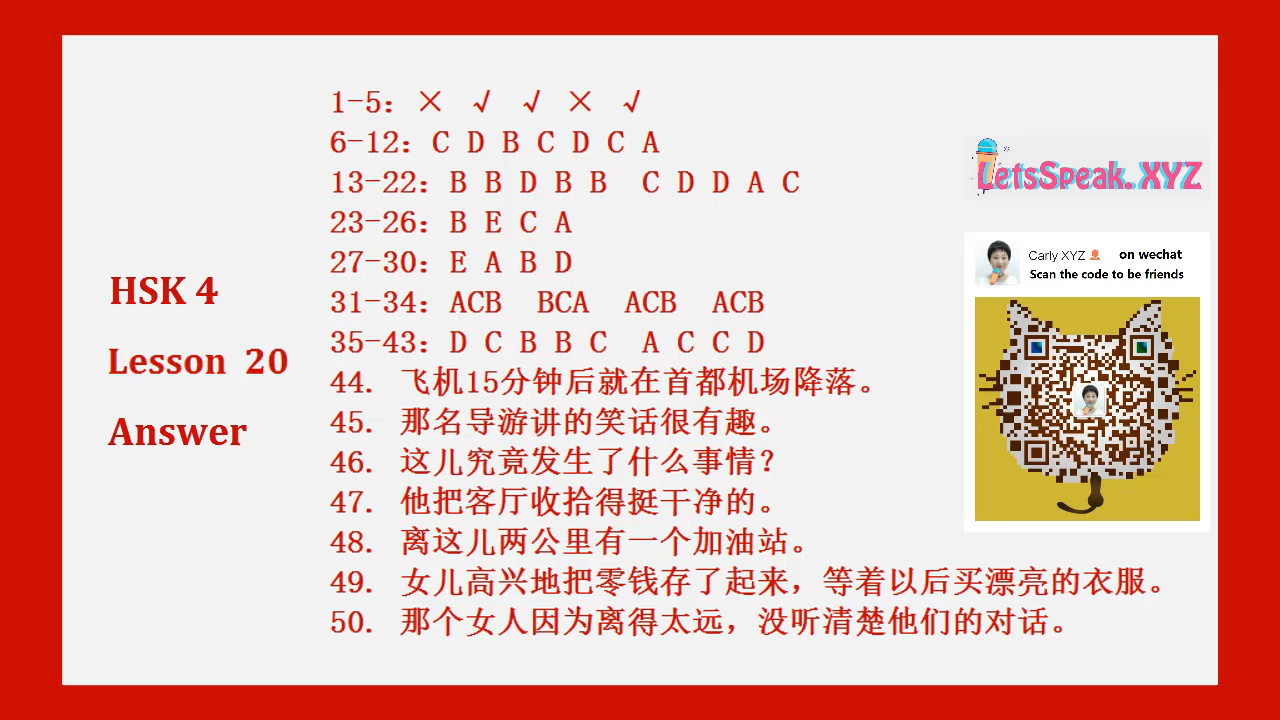 HSK 4
Lesson 20
Answer
1-5: × √ √ × √
6-12: C D B C D C A
13-22: B B D B B C D D A C
23-26: B E C A
27-30: E A B D
31-34: ACB BCA ACB ACB
35-43: D C B B C A C C D
44. 飞机15分钟后就在首都机场降落。
45. 那名导游讲的笑话很有趣。
46. 这儿究竟发生了什么事情？
47. 他把客厅收拾得挺干净的。
48. 离这儿两公里有一个加油站。
49. 女儿高兴地把零钱存了起来，等着以后买漂亮的衣服。
50. 那个女人因为离得太远，没听清楚他们的对话。
LetsSpeak. XYZ
Carly XYZ on wechat
Scan the code to be friends